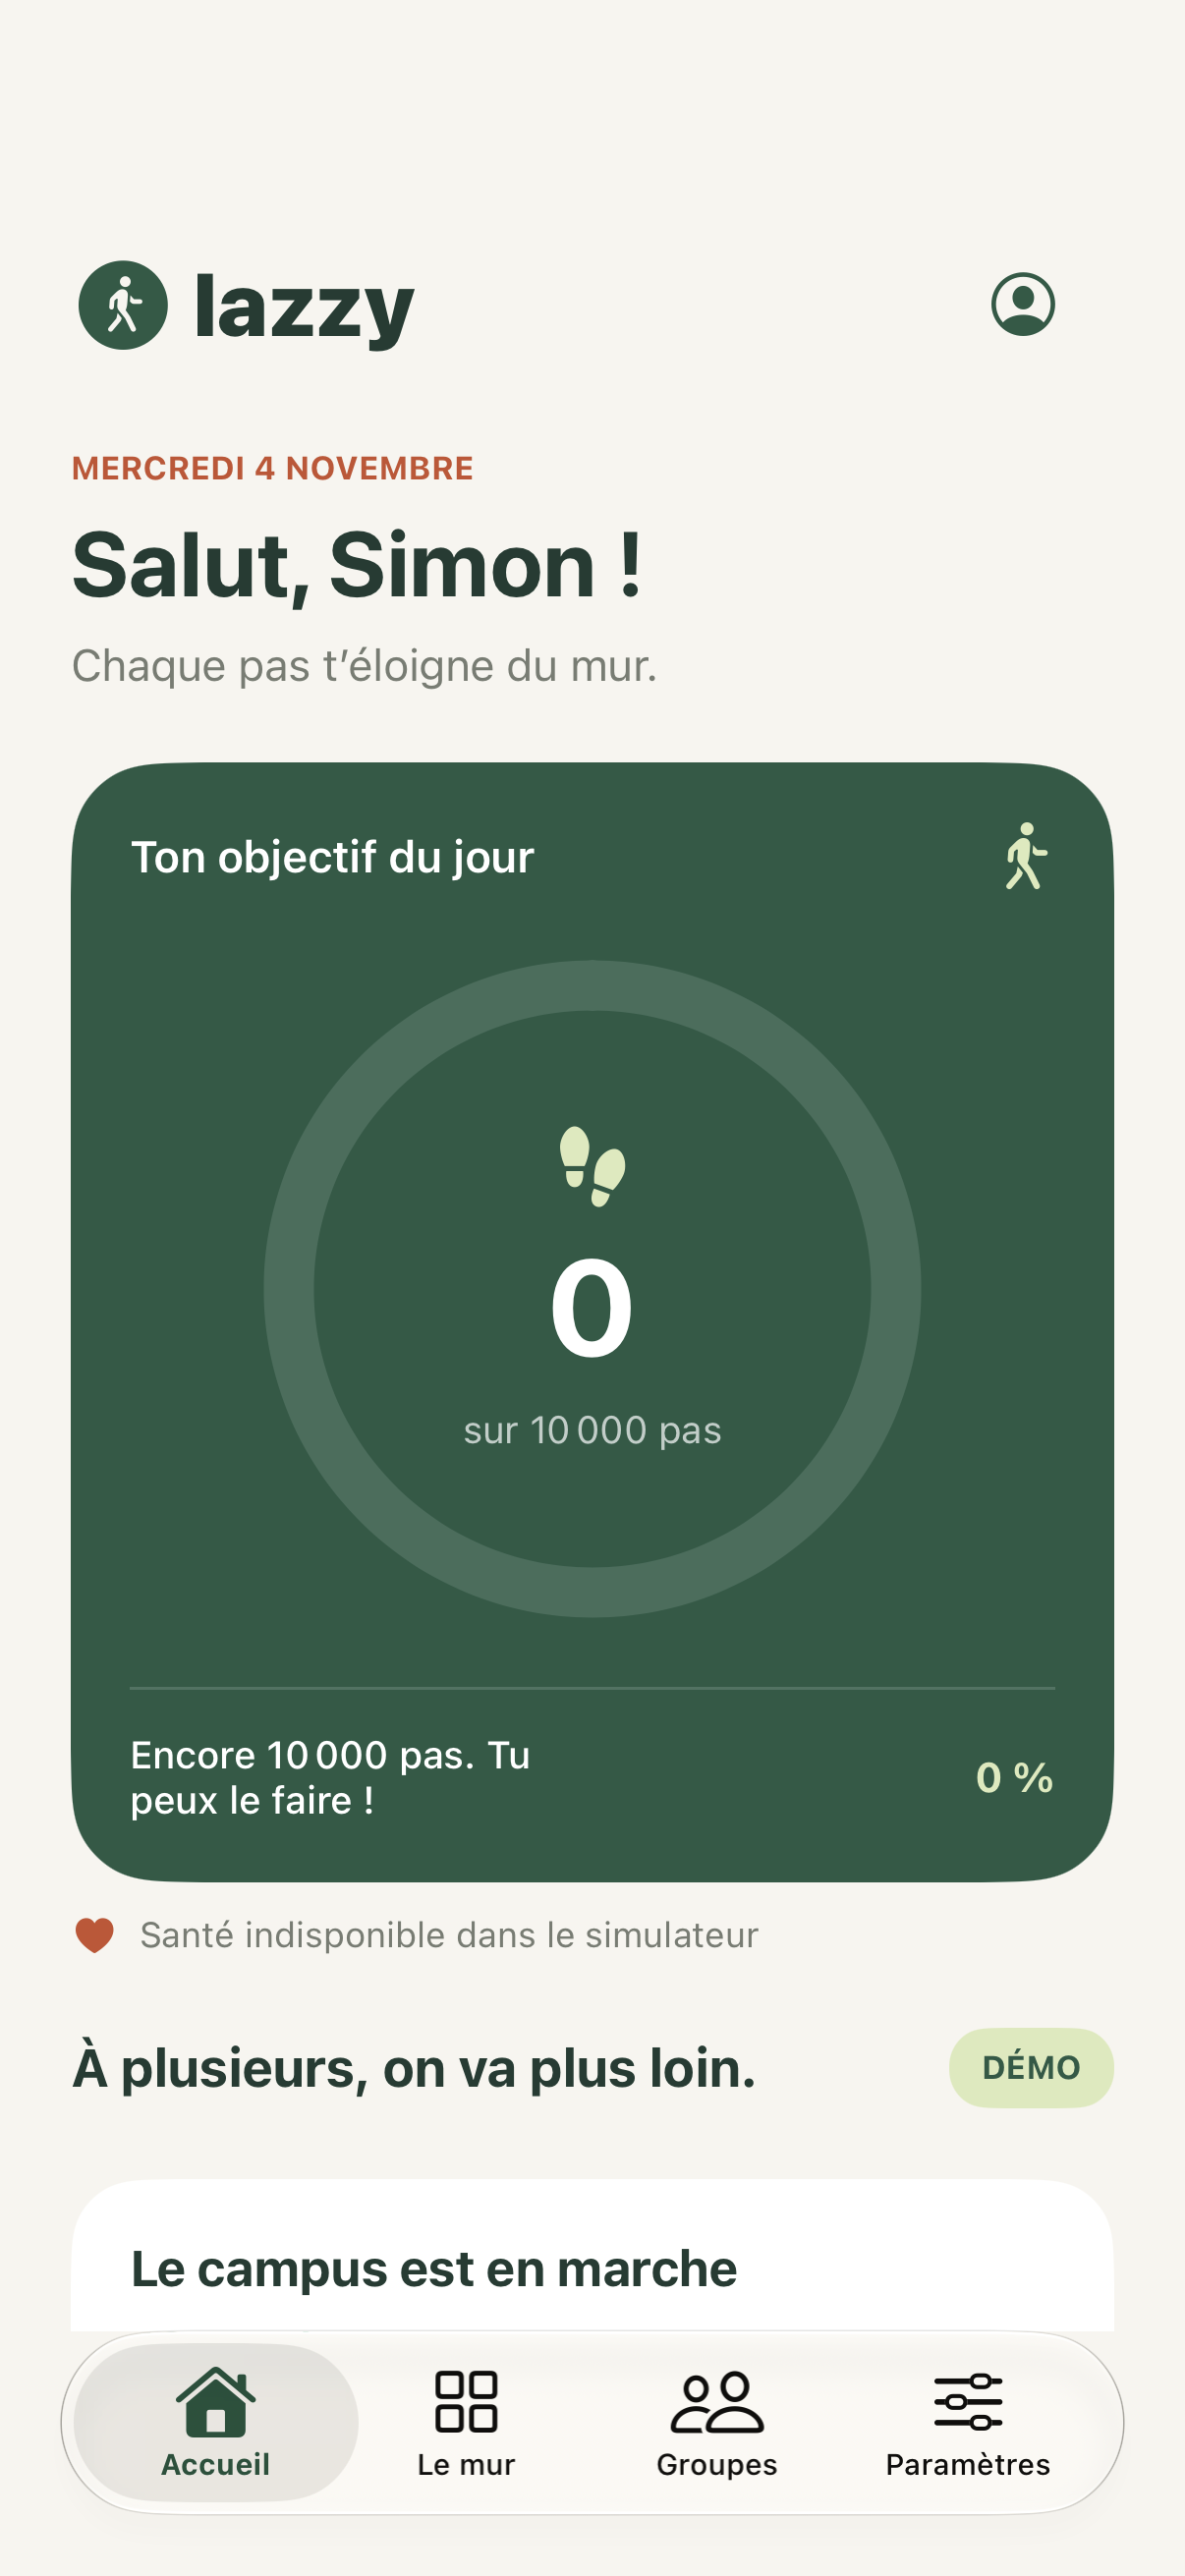 lazzy
MERCREDI 4 NOVEMBRE
Salut, Simon !
Chaque pas t’éloigne du mur.
Ton objectif du jour
0
sur 10 000 pas
Encore 10 000 pas. Tu
peux le faire !
0 %
Santé indisponible dans le simulateur
À plusieurs, on va plus loin.
DÉMO
Le campus est en marche
Accueil
Le mur
Groupes
Paramètres